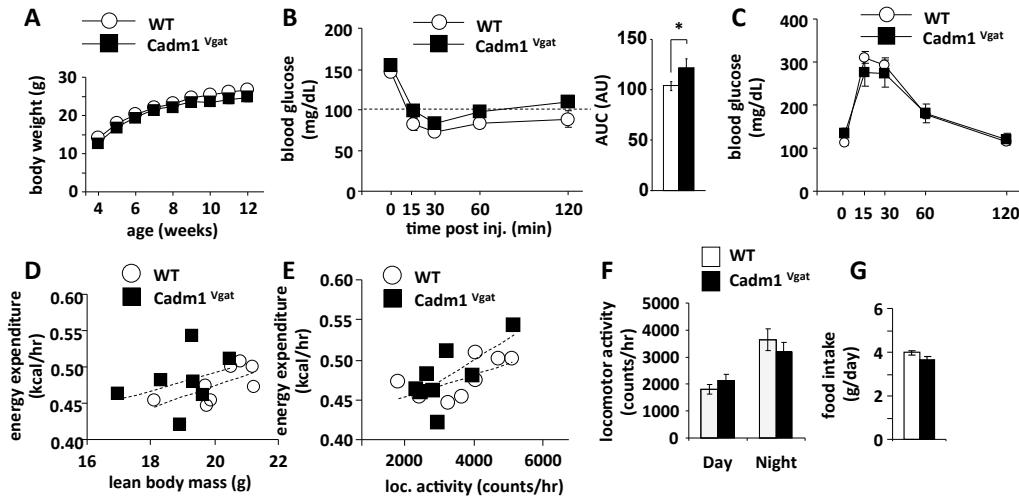 A
WT
Cadm1 Vgat
body weight (g)
30
20
10
0
4 6 8 10 12
age (weeks)
B
WT
Cadm1 Vgat
blood glucose
(mg/dL)
200
150
100
50
0
0 15 30 60 120
time post inj. (min)
*
AUC (AU)
150
100
50
0
C
WT
Cadm1 Vgat
blood glucose
(mg/dL)
400
300
200
100
0
0 15 30 60 120
D
WT
Cadm1 Vgat
energy expenditure
(kcal/hr)
0.60
0.55
0.50
0.45
0.40
16 18 20 22
lean body mass (g)
E
WT
Cadm1 Vgat
energy expenditure
(kcal/hr)
0.60
0.55
0.50
0.45
0.40
2000 4000 6000
loc. activity (counts/hr)
F
WT
Cadm1 Vgat
locomotor activity
(counts/hr)
5000
4000
3000
2000
1000
0
Day Night
G
food intake
(g/day)
6
4
2
0